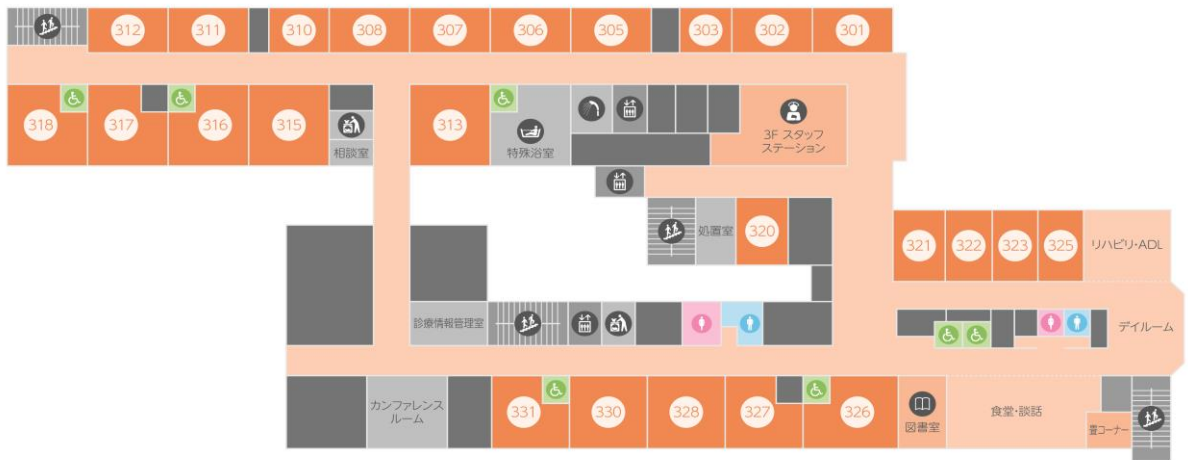 312
311
310
308
307
306
305
303
302
301
318
317
316
315
相談室
313
特殊浴室
3F スタッフ
ステーション
処置室
320
321
322
323
325
リハビリ・ADL
診療情報管理室
デイルーム
カンファレンス
ルーム
331
330
328
327
326
図書室
食堂・談話
畳コーナー